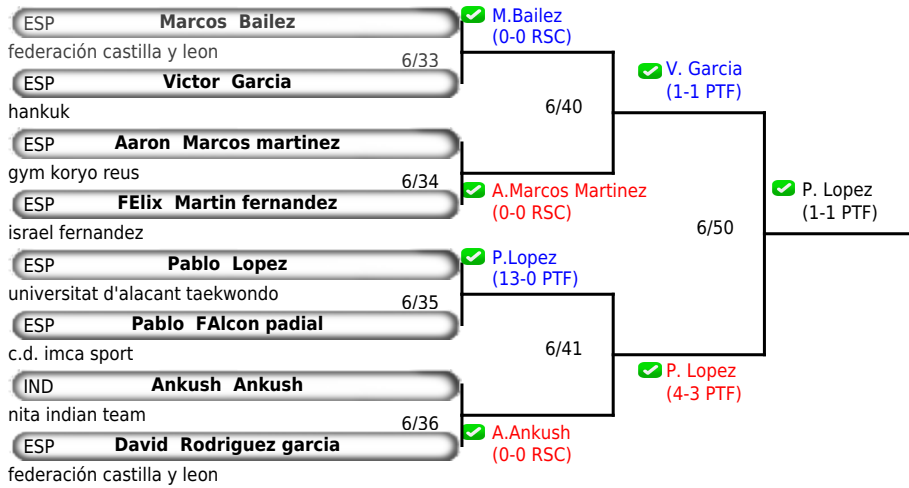 ESP Marcos Bailez
federación castilla y leon
6/33
ESP Victor Garcia
hankuk
ESP Aaron Marcos martinez
gym koryo reus
6/34
ESP FElix Martin fernandez
israel fernandez
ESP Pablo Lopez
universitat d'alacant taekwondo
6/35
ESP Pablo FAlcon padial
c.d. imca sport
IND Ankush Ankush
nita indian team
6/36
ESP David Rodriguez garcia
federación castilla y leon
M.Bailez
(0-0 RSC)
6/40
A.Marcos Martinez
(0-0 RSC)
P.Lopez
(13-0 PTF)
6/41
A.Ankush
(0-0 RSC)
V. Garcia
(1-1 PTF)
6/50
P. Lopez
(4-3 PTF)
P. Lopez
(1-1 PTF)